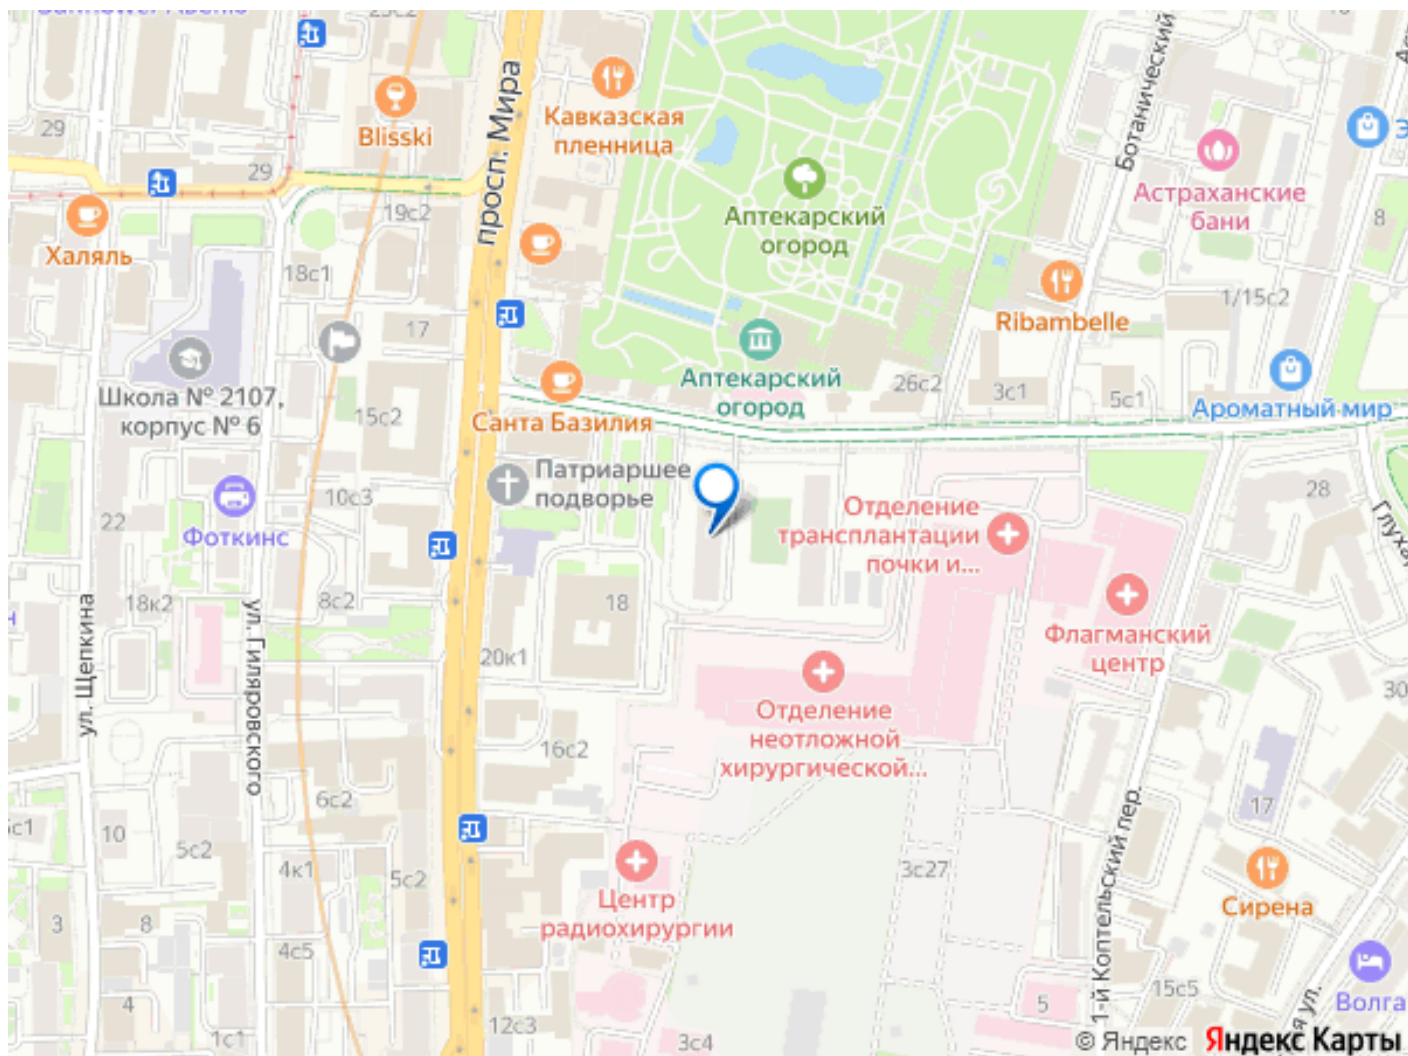 29
Blisski
просп. Мира
Кавказская
пленница
Ботанический
Астраханские
бани
29
19с2
Аптекарский
огород
8
Халяль
18с1
1/15с2
17
Ribambelle
Школа № 2107,
корпус № 6
15с2
Аптекарский
огород
26с2
3с1
5с1
Ароматный мир
Санта Базилия
Патриаршее
подворье
10с3
22
Фоткинс
Отделение
трансплантации
почки и...
28
18к2
8с2
18
ул. Щепкина
ул. Гиляровского
20к1
Флагманский
центр
30
Отделение
неотложной
хирургической...
16с2
6с2
17
10
5с2
4к1
5с2
3с27
1-й Коптельский пер.
Сирена
Центр
радиохирургии
3
8
4с5
4
1с1
12с3
3с4
5
15с5
Волга
я ул.
© Яндекс Яндекс Карты